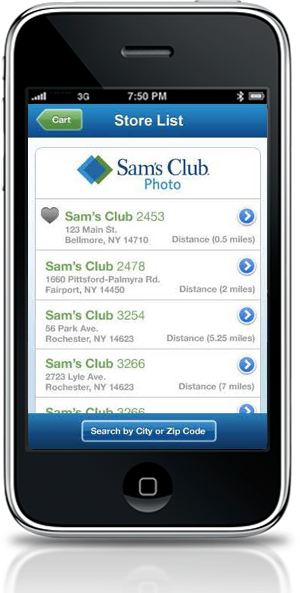 3G 7:50 PM
Cart
Store List
Sam's Club
Photo
Sam's Club 2453
123 Main St.
Bellmore, NY 14710
Distance (0.5 miles)
Sam's Club 2478
1660 Pittsford-Palmyra Rd.
Fairport, NY 14450
Distance (2 miles)
Sam's Club 3254
56 Park Ave.
Rochester, NY 14623
Distance (5.25 miles)
Sam's Club 3266
2723 Lyle Ave.
Rochester, NY 14623
Distance (7 miles)
Sam's Club 3266
Search by City or Zip Code